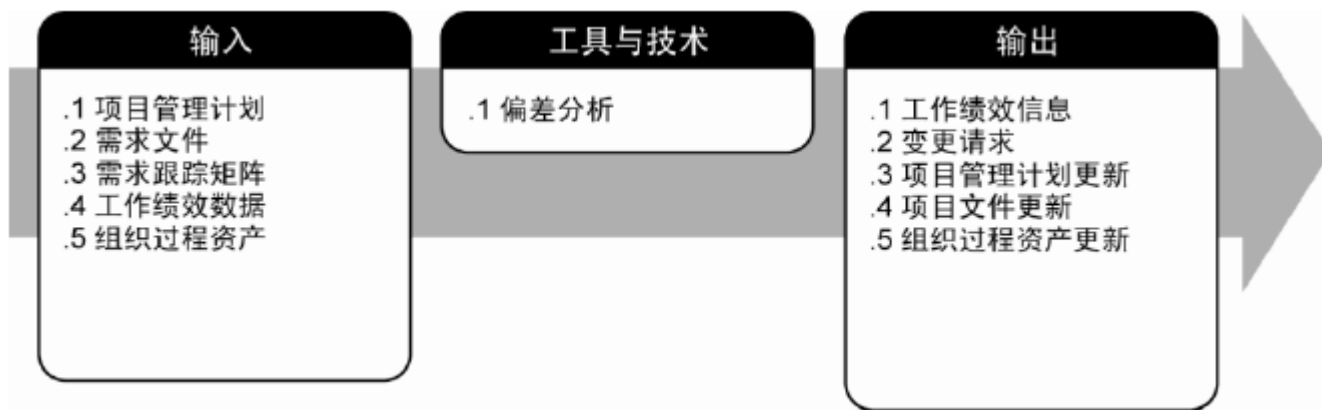 输入
.1 项目管理计划
.2 需求文件
.3 需求跟踪矩阵
.4 工作绩效数据
.5 组织过程资产
工具与技术
.1 偏差分析
输出
.1 工作绩效信息
.2 变更请求
.3 项目管理计划更新
.4 项目文件更新
.5 组织过程资产更新